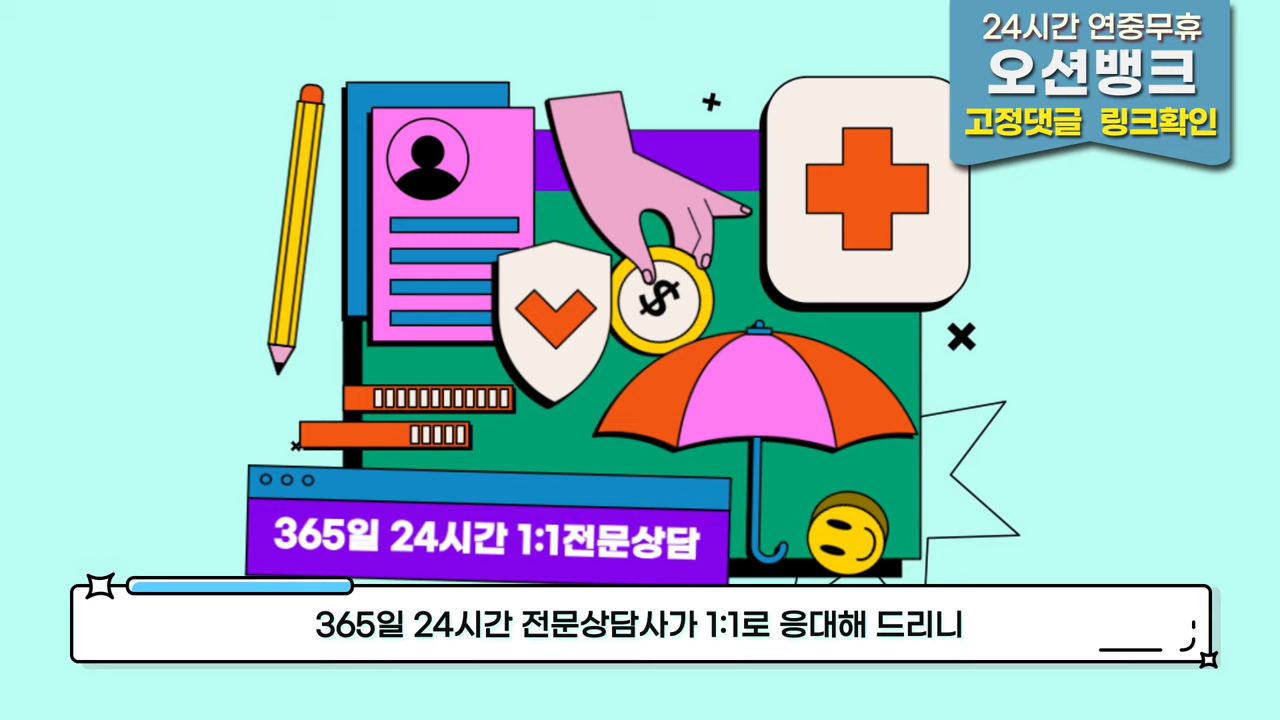 24시간 연중무휴
오션뱅크
고정댓글 링크확인
$
365일 24시간 1:1전문상담
365일 24시간 전문상담사가 1:1로 응대해 드리니